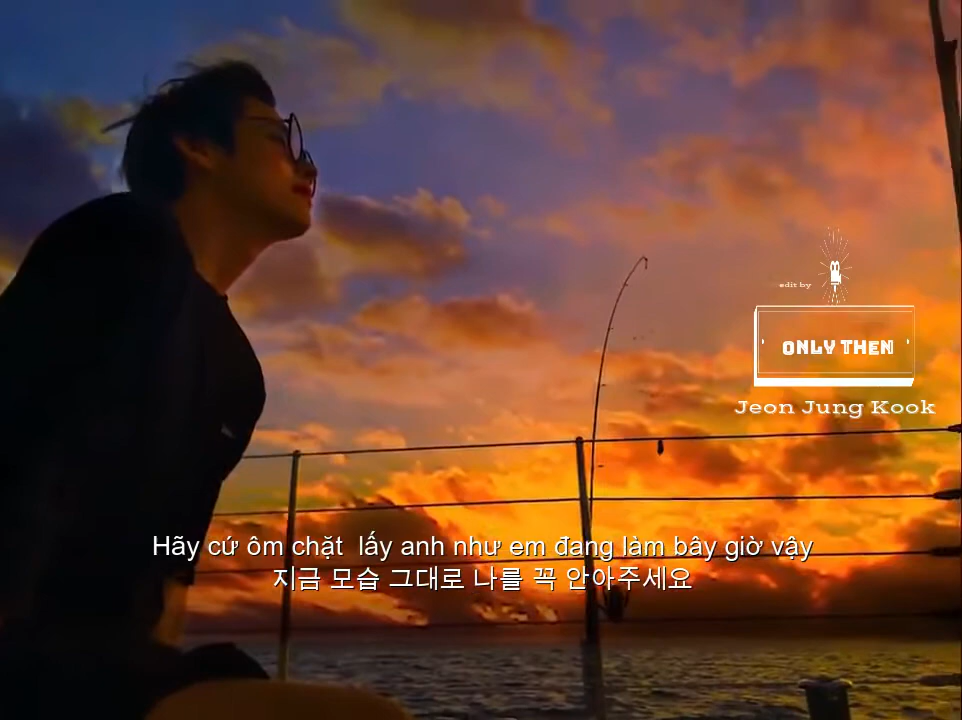 edit by
' ONLY THEN '
Jeon Jung Kook
Hãy cứ ôm chặt lấy anh như em đang làm bây giờ vậy
지금 모습 그대로 나를 꼭 안아주세요